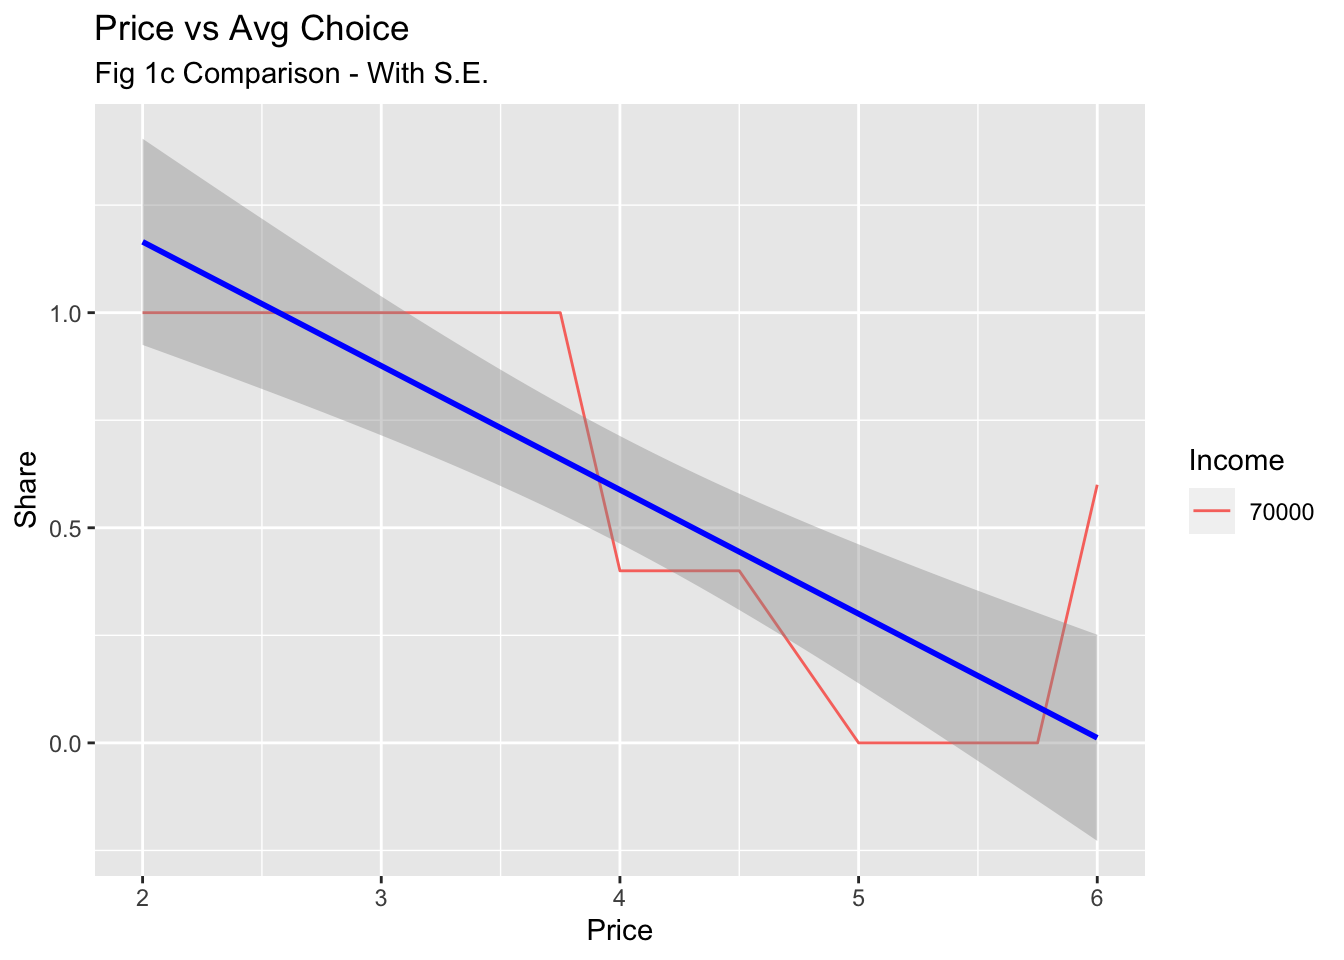 Price vs Avg Choice
Fig 1c Comparison - With S.E.
Share
1.0
0.5
0.0
2 3 4 5 6
Price
Income
70000